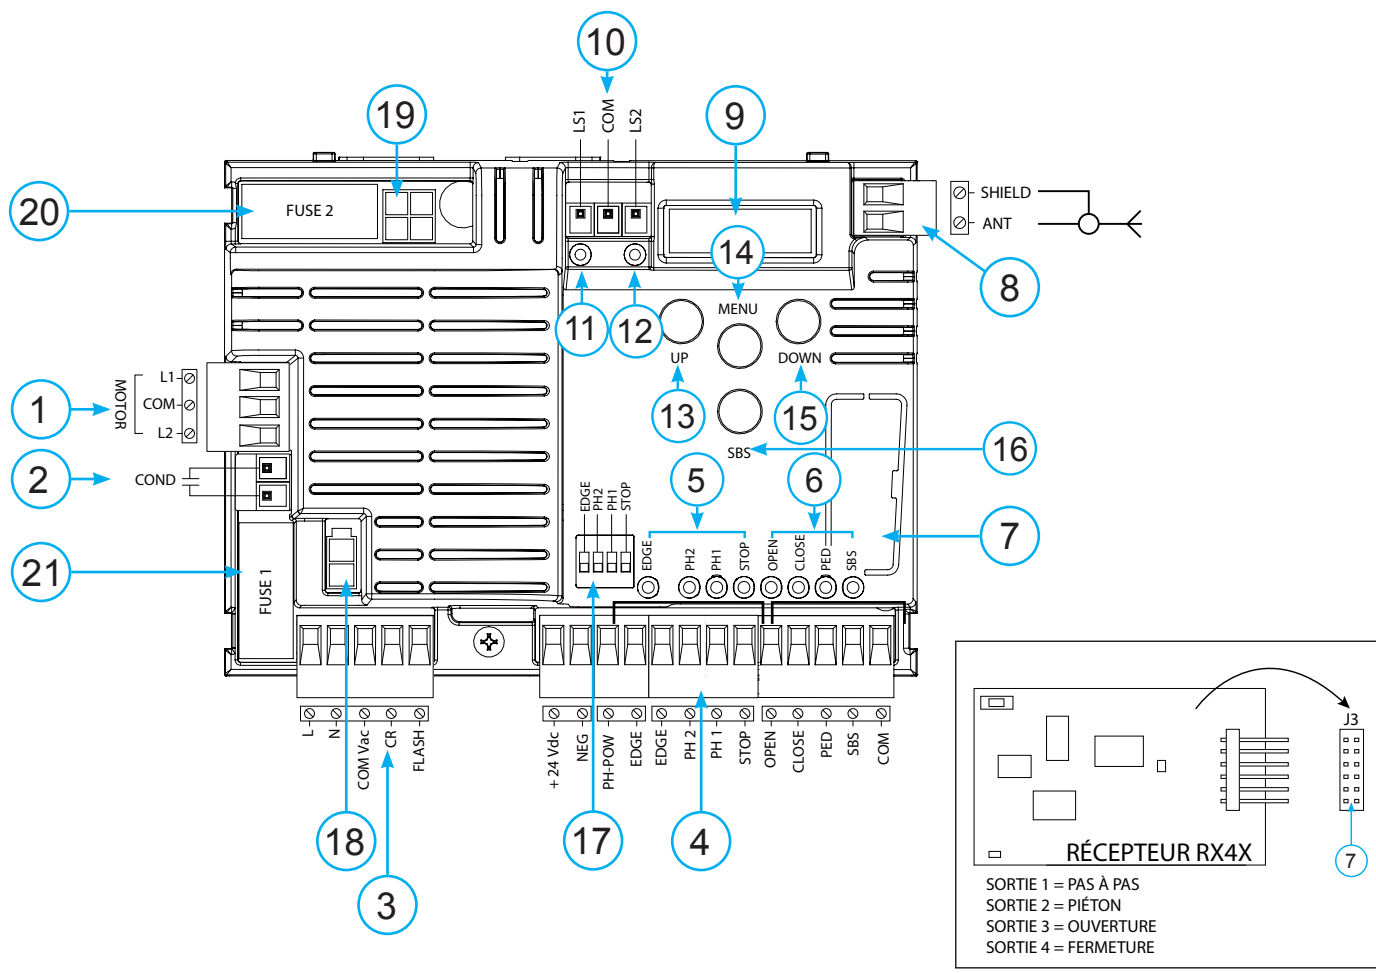 10
LS1
COM
LS2
19
9
20
FUSE 2
SHIELD
ANT
14
8
MENU
11
12
UP
DOWN
13
15
SBS
16
1
MOTOR
L1
COM
L2
2
COND
5
6
7
EDGE
PH2
PH1
STOP
EDGE
PH2
PH1
STOP
OPEN
CLOSE
PED
SBS
21
FUSE 1
L
N
COM Vac
CR
FLASH
+ 24 Vdc
NEG
PH-POW
EDGE
EDGE
PH 2
PH 1
STOP
OPEN
CLOSE
PED
SBS
COM
18
17
4
3
J3
RÉCEPTEUR RX4X
7
SORTIE 1 = PAS À PAS
SORTIE 2 = PIÉTON
SORTIE 3 = OUVERTURE
SORTIE 4 = FERMETURE